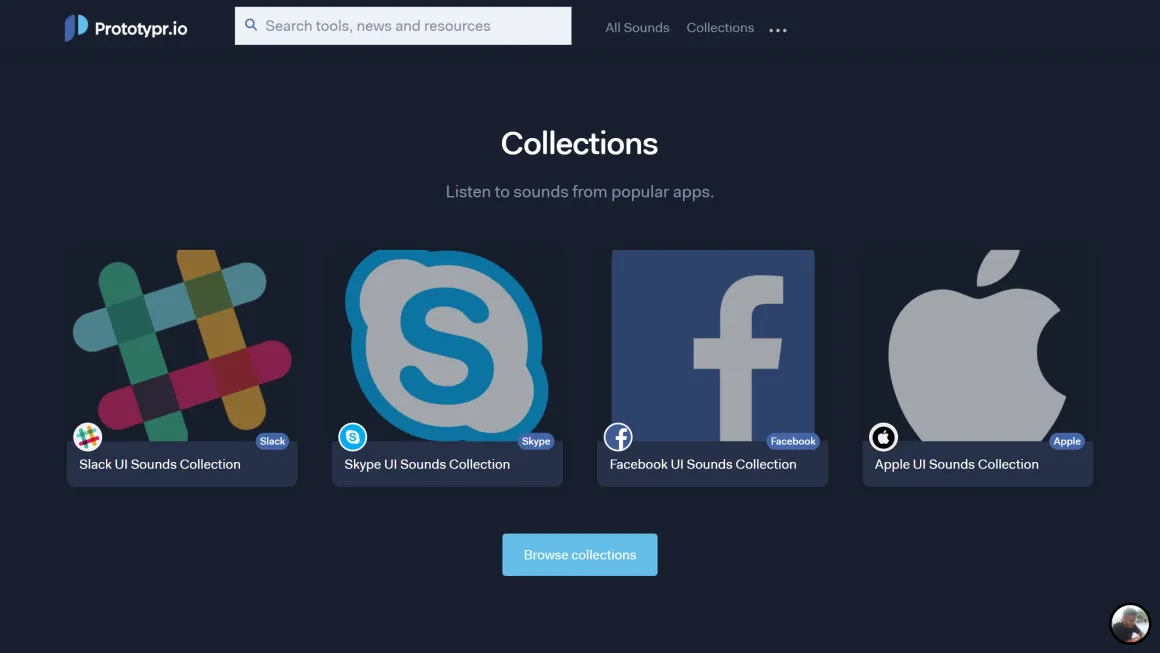 Prototypr.io
Search tools, news and resources
All Sounds
Collections
Collections
Listen to sounds from popular apps.
Slack
Slack UI Sounds Collection
Skype
Skype UI Sounds Collection
Facebook
Facebook UI Sounds Collection
Apple
Apple UI Sounds Collection
Browse collections